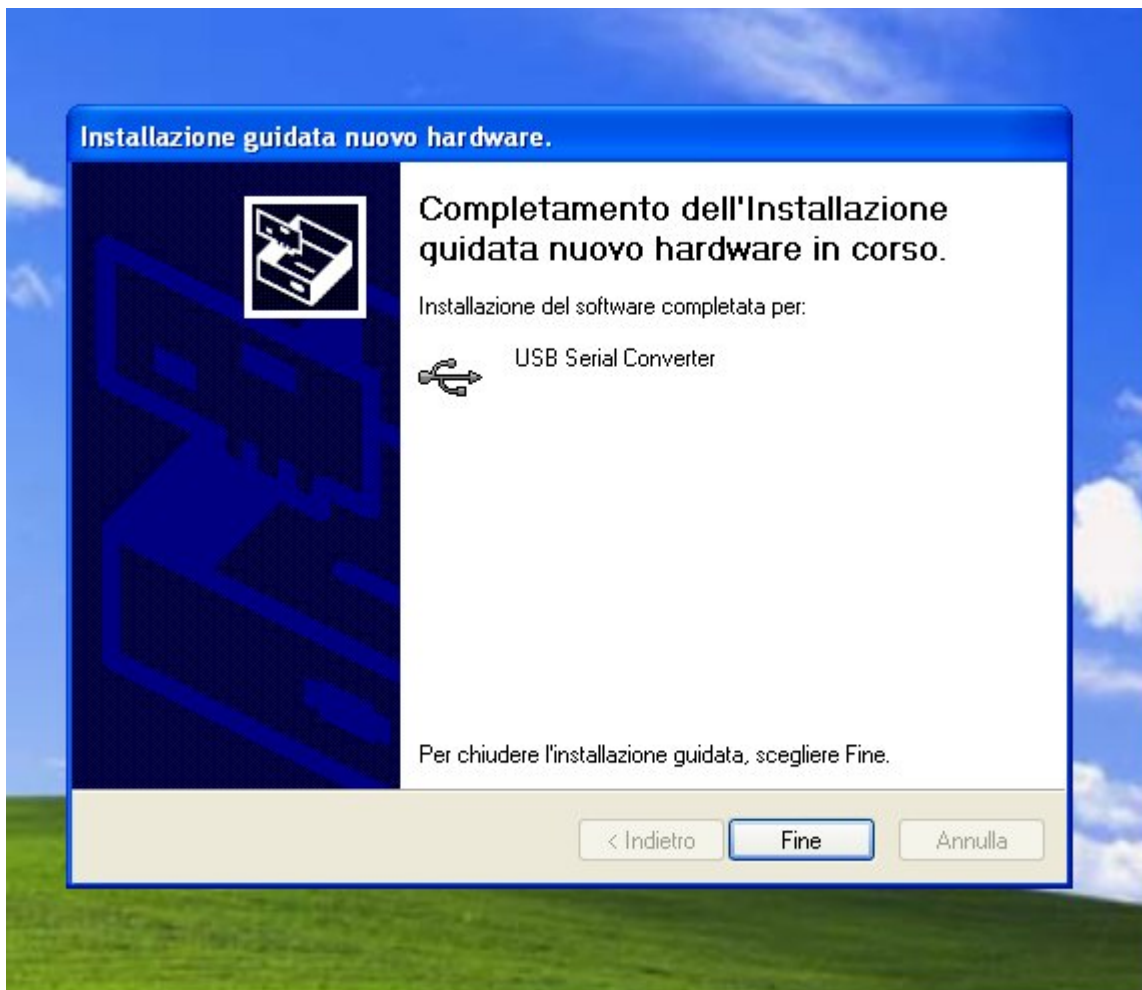 Installazione guidata nuovo hardware.
Completamento dell'Installazione
guidata nuovo hardware in corso.
Installazione del software completata per:
USB Serial Converter
Per chiudere l'installazione guidata, scegliere Fine.
< Indietro
Fine
Annulla